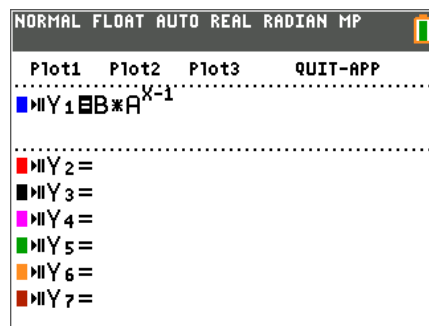 NORMAL FLOAT AUTO REAL RADIAN MP
Plot1 Plot2 Plot3 QUIT-APP
Y₁=B*A^X-1
Y₂=
Y₃=
Y₄=
Y₅=
Y₆=
Y₇=